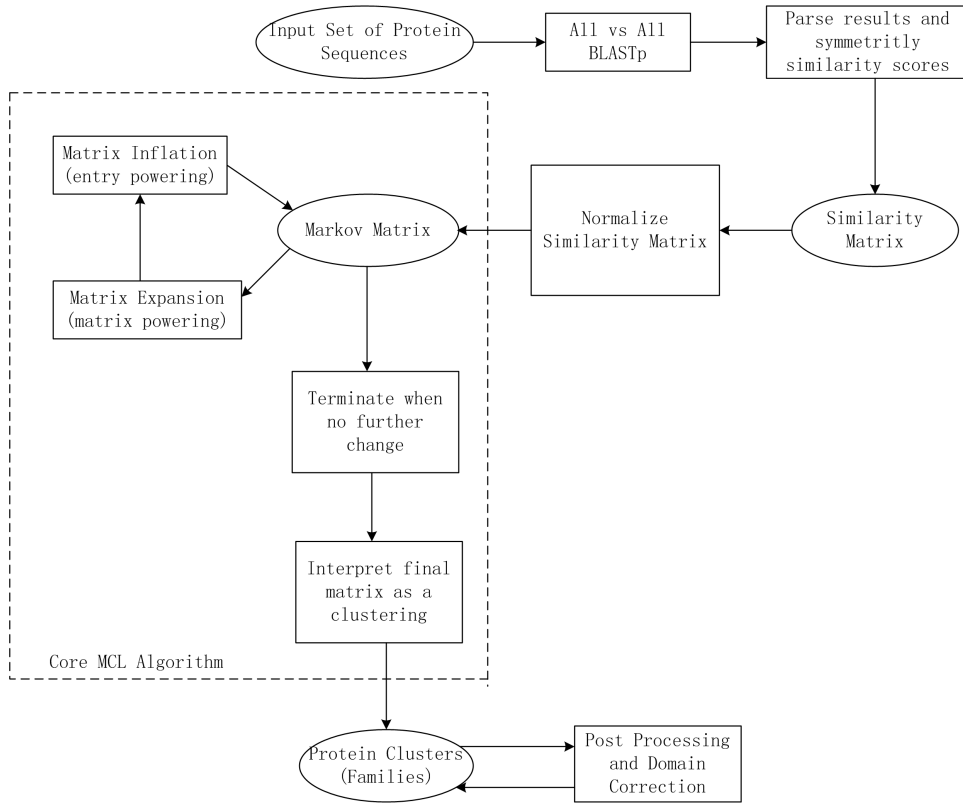 Input Set of Protein
Sequences
All vs All
BLASTp
Parse results and
symmetritly
similarity scores
Similarity
Matrix
Normalize
Similarity Matrix
Markov Matrix
Matrix Inflation
(entry powering)
Matrix Expansion
(matrix powering)
Terminate when
no further
change
Interpret final
matrix as a
clustering
Core MCL Algorithm
Protein Clusters
(Families)
Post Processing
and Domain
Correction